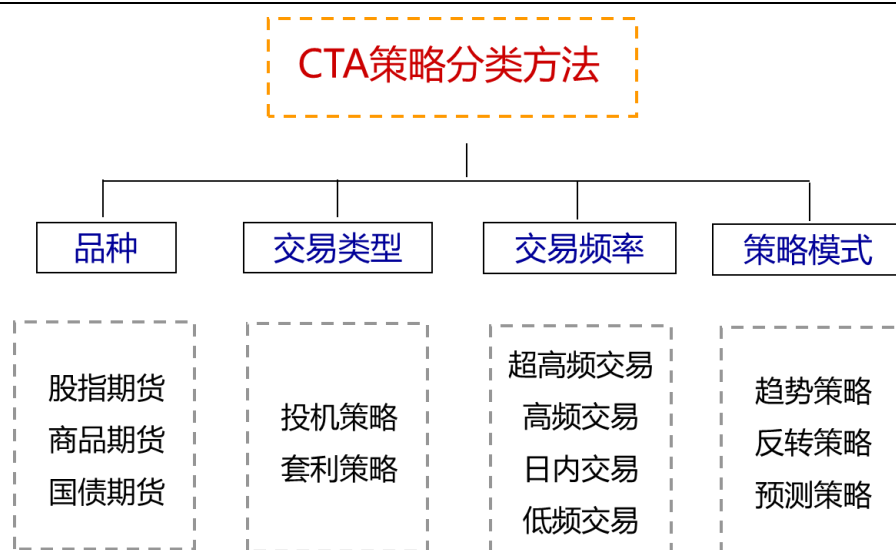 CTA策略分类方法
品种
交易类型
交易频率
策略模式
股指期货
商品期货
国债期货
投机策略
套利策略
超高频交易
高频交易
日内交易
低频交易
趋势策略
反转策略
预测策略